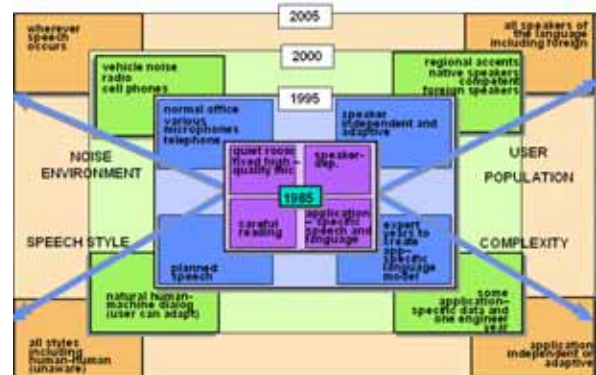 2005
wherever
speech
occurs
all speakers of
the language
including foreign
2000
vehicle noise
radio
cell phones
regional accents
native speakers
competent
foreign speakers
1995
normal office
various
microphones
telephone
speaker
independent and
adaptive
NOISE
ENVIRONMENT
USER
POPULATION
quiet room
fixed high –
quality mic
speaker-
dep.
1985
careful
reading
application
– specific
speech and
language
SPEECH STYLE
COMPLEXITY
planned
speech
expert
years to
create
app–
specific
language
model
natural human-
machine dialog
(user can adapt)
some
application–
specific data and
one engineer
year
all styles
including
human-human
(unaware)
application
independent or
adaptive